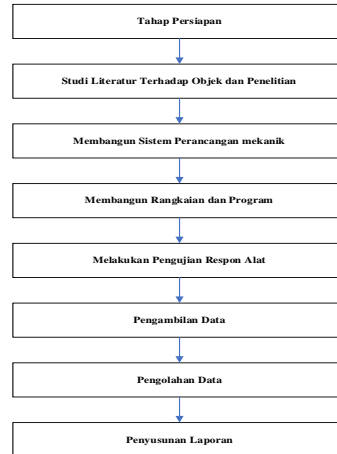 Tahap Persiapan
Studi Literatur Terhadap Objek dan Penelitian
Membangun Sistem Perancangan mekanik
Membangun Rangkaian dan Program
Melakukan Pengujian Respon Alat
Pengambilan Data
Pengolahan Data
Penyusunan Laporan